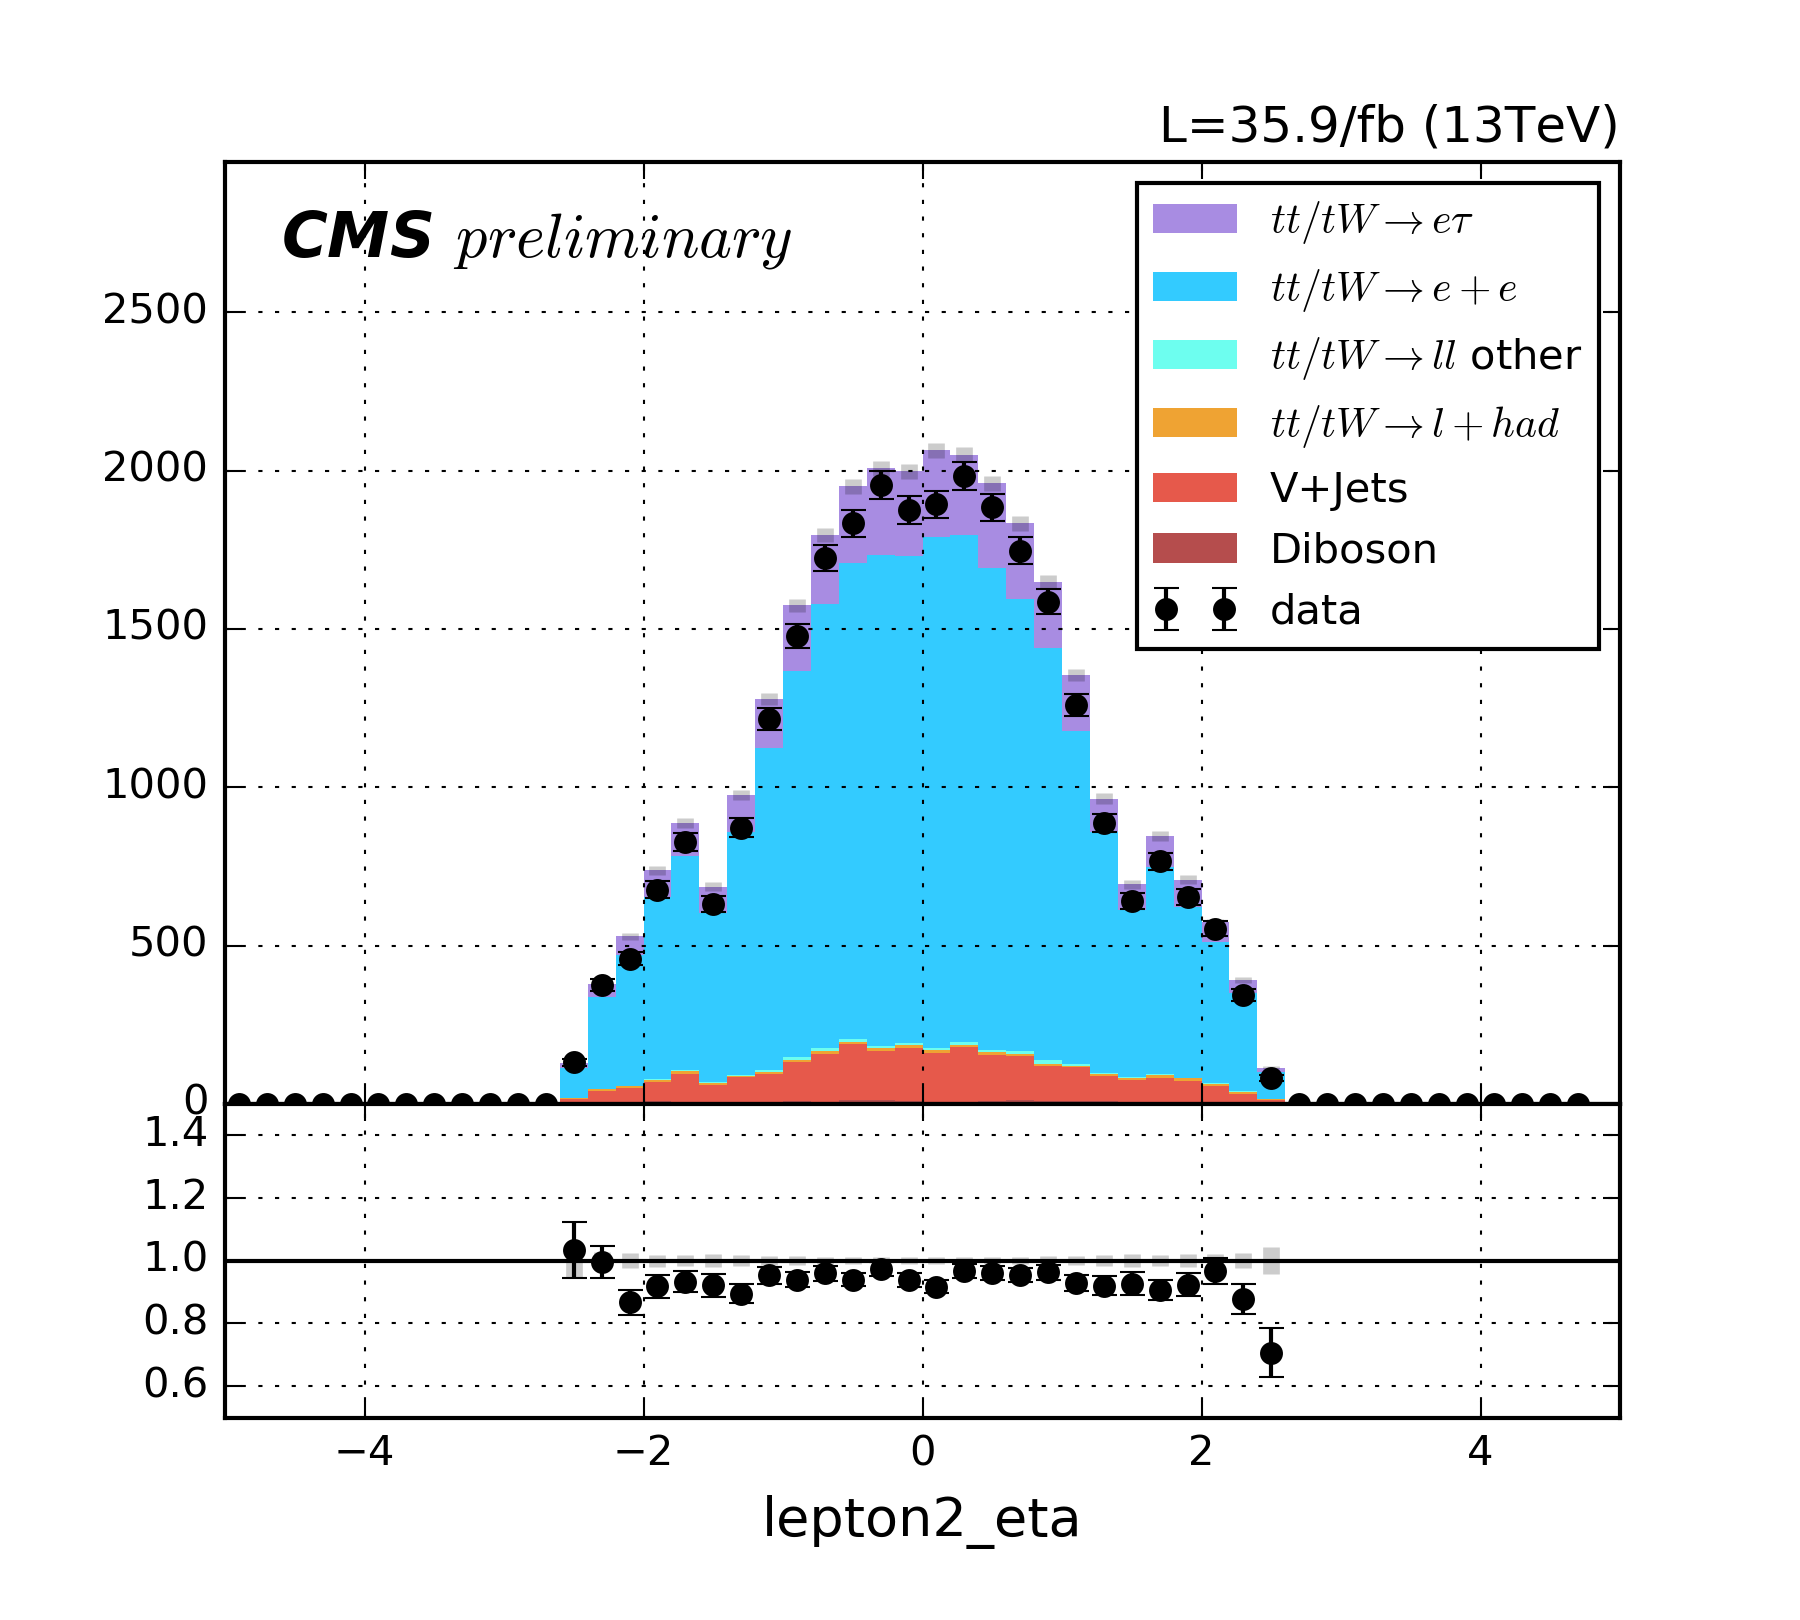 L=35.9/fb (13TeV)
CMS preliminary
tt/tW→eτ
tt/tW→e+e
tt/tW→ll other
tt/tW→l+had
V+Jets
Diboson
data
2500
2000
1500
1000
500
0
1.4
1.2
1.0
0.8
0.6
−4 −2 0 2 4
lepton2_eta